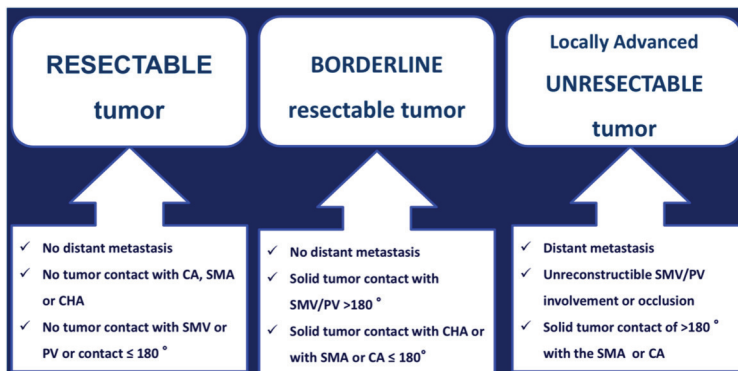 RESECTABLE
tumor
BORDERLINE
resectable tumor
Locally Advanced
UNRESECTABLE
tumor
✓ No distant metastasis
✓ No tumor contact with CA, SMA
or CHA
✓ No tumor contact with SMV or
PV or contact ≤ 180 °
✓ No distant metastasis
✓ Solid tumor contact with
SMV/PV >180 °
✓ Solid tumor contact with CHA or
with SMA or CA ≤ 180°
✓ Distant metastasis
✓ Unreconstructible SMV/PV
involvement or occlusion
✓ Solid tumor contact of >180 °
with the SMA or CA